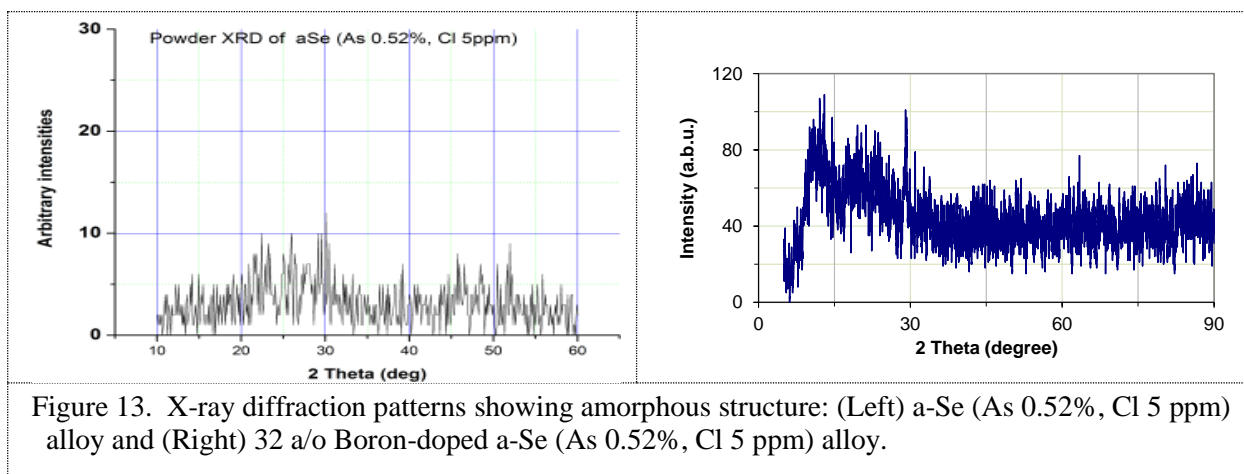 Powder XRD of aSe (As 0.52%, Cl 5ppm)
Arbitrary intensities
30
20
10
0
10 20 30 40 50 60
2 Theta (deg)
Intensity (a.b.u.)
120
80
40
0
0 30 60 90
2 Theta (degree)
Figure 13. X-ray diffraction patterns showing amorphous structure: (Left) a-Se (As 0.52%, Cl 5 ppm)
alloy and (Right) 32 a/o Boron-doped a-Se (As 0.52%, Cl 5 ppm) alloy.